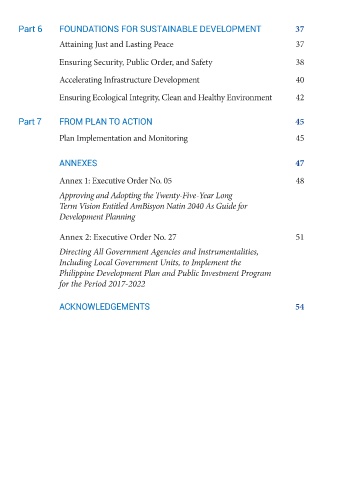 Part 6 FOUNDATIONS FOR SUSTAINABLE DEVELOPMENT 37
Attaining Just and Lasting Peace 37
Ensuring Security, Public Order, and Safety 38
Accelerating Infrastructure Development 40
Ensuring Ecological Integrity, Clean and Healthy Environment 42
Part 7 FROM PLAN TO ACTION 45
Plan Implementation and Monitoring 45
ANNEXES 47
Annex 1: Executive Order No. 05 48
Approving and Adopting the Twenty-Five-Year Long
Term Vision Entitled AmBisyon Natin 2040 As Guide for
Development Planning
Annex 2: Executive Order No. 27 51
Directing All Government Agencies and Instrumentalities,
Including Local Government Units, to Implement the
Philippine Development Plan and Public Investment Program
for the Period 2017-2022
ACKNOWLEDGEMENTS 54